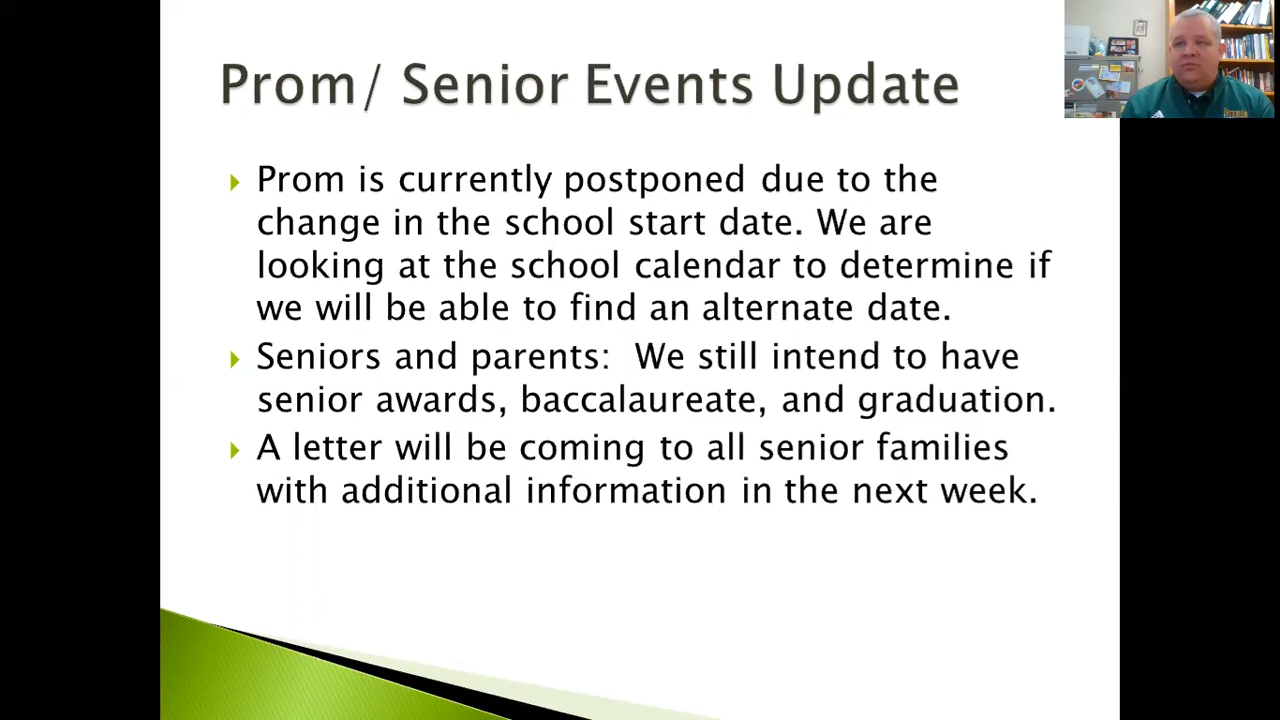 Prom/ Senior Events Update
Prom is currently postponed due to the
change in the school start date. We are
looking at the school calendar to determine if
we will be able to find an alternate date.
Seniors and parents:  We still intend to have
senior awards, baccalaureate, and graduation.
A letter will be coming to all senior families
with additional information in the next week.